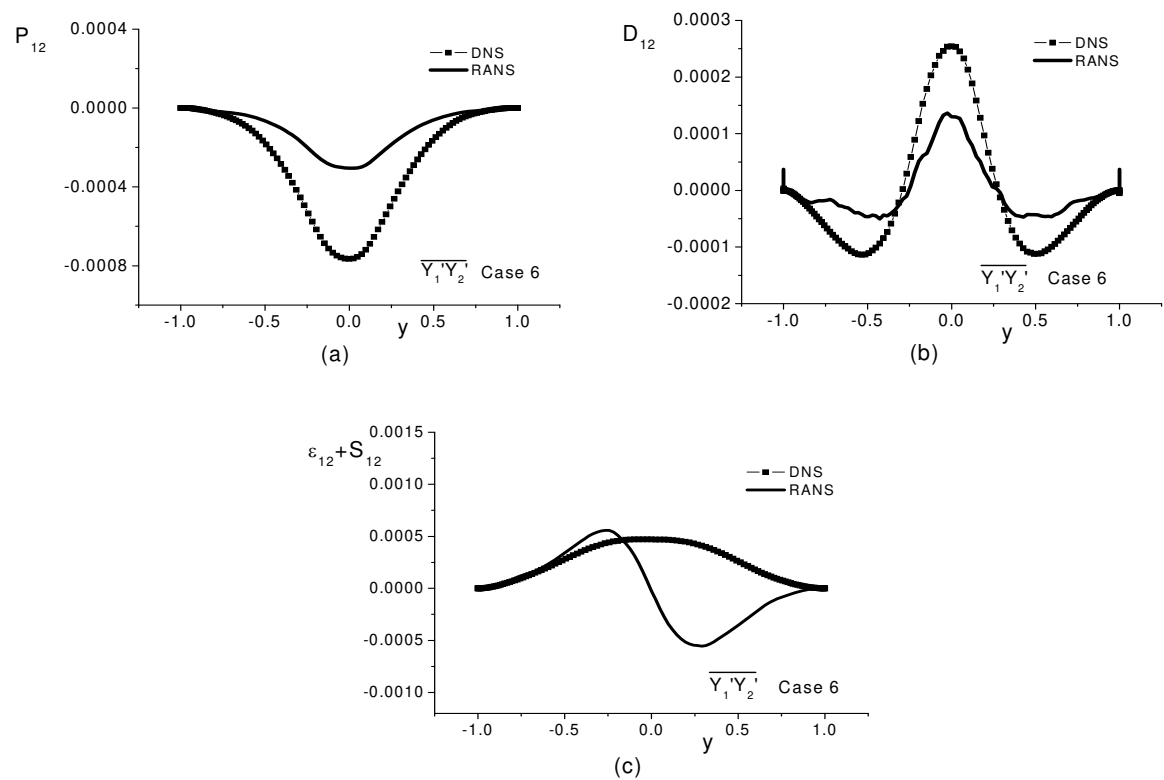 P12
0.0004
0.0000
-0.0004
-0.0008
DNS
RANS
Y1'Y2' Case 6
-1.0 -0.5 0.0 0.5 1.0
y
(a)
D12
0.0003
0.0002
0.0001
0.0000
-0.0001
-0.0002
DNS
RANS
Y1'Y2' Case 6
-1.0 -0.5 0.0 0.5 1.0
y
(b)
ε12+S12
0.0015
0.0010
0.0005
0.0000
-0.0005
-0.0010
DNS
RANS
Y1'Y2' Case 6
-1.0 -0.5 0.0 0.5 1.0
y
(c)